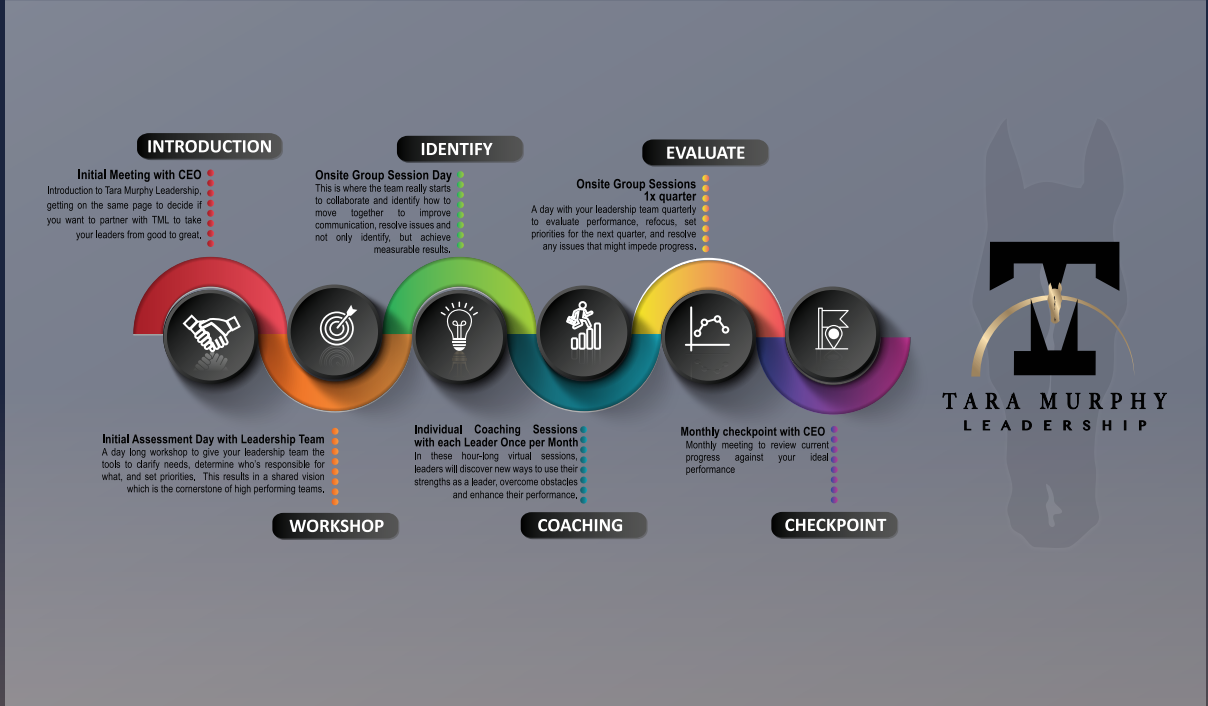 INTRODUCTION
Initial Meeting with CEO
Introduction to Tara Murphy Leadership,
getting on the same page to decide if
you want to partner with TML to take
your leaders from good to great.
WORKSHOP
Initial Assessment Day with Leadership Team
A day long workshop to give your leadership team the
tools to clarify needs, determine who's responsible for
what, and set priorities, This results in a shared vision
which is the cornerstone of high performing teams.
IDENTIFY
Onsite Group Session Day
This is where the team really starts
to collaborate and identify how to
move together to improve
communication, resolve issues and
not only identify, but achieve
measurable results.
COACHING
Individual Coaching Sessions
with each Leader Once per Month
In these hour-long virtual sessions,
leaders will discover new ways to use their
strengths as a leader, overcome obstacles
and enhance their performance.
EVALUATE
Onsite Group Sessions
1x quarter
A day with your leadership team quarterly
to evaluate performance, refocus, set
priorities for the next quarter, and resolve
any issues that might impede progress.
CHECKPOINT
Monthly checkpoint with CEO
Monthly meeting to review current
progress against your ideal
performance
TM
TARA MURPHY
LEADERSHIP